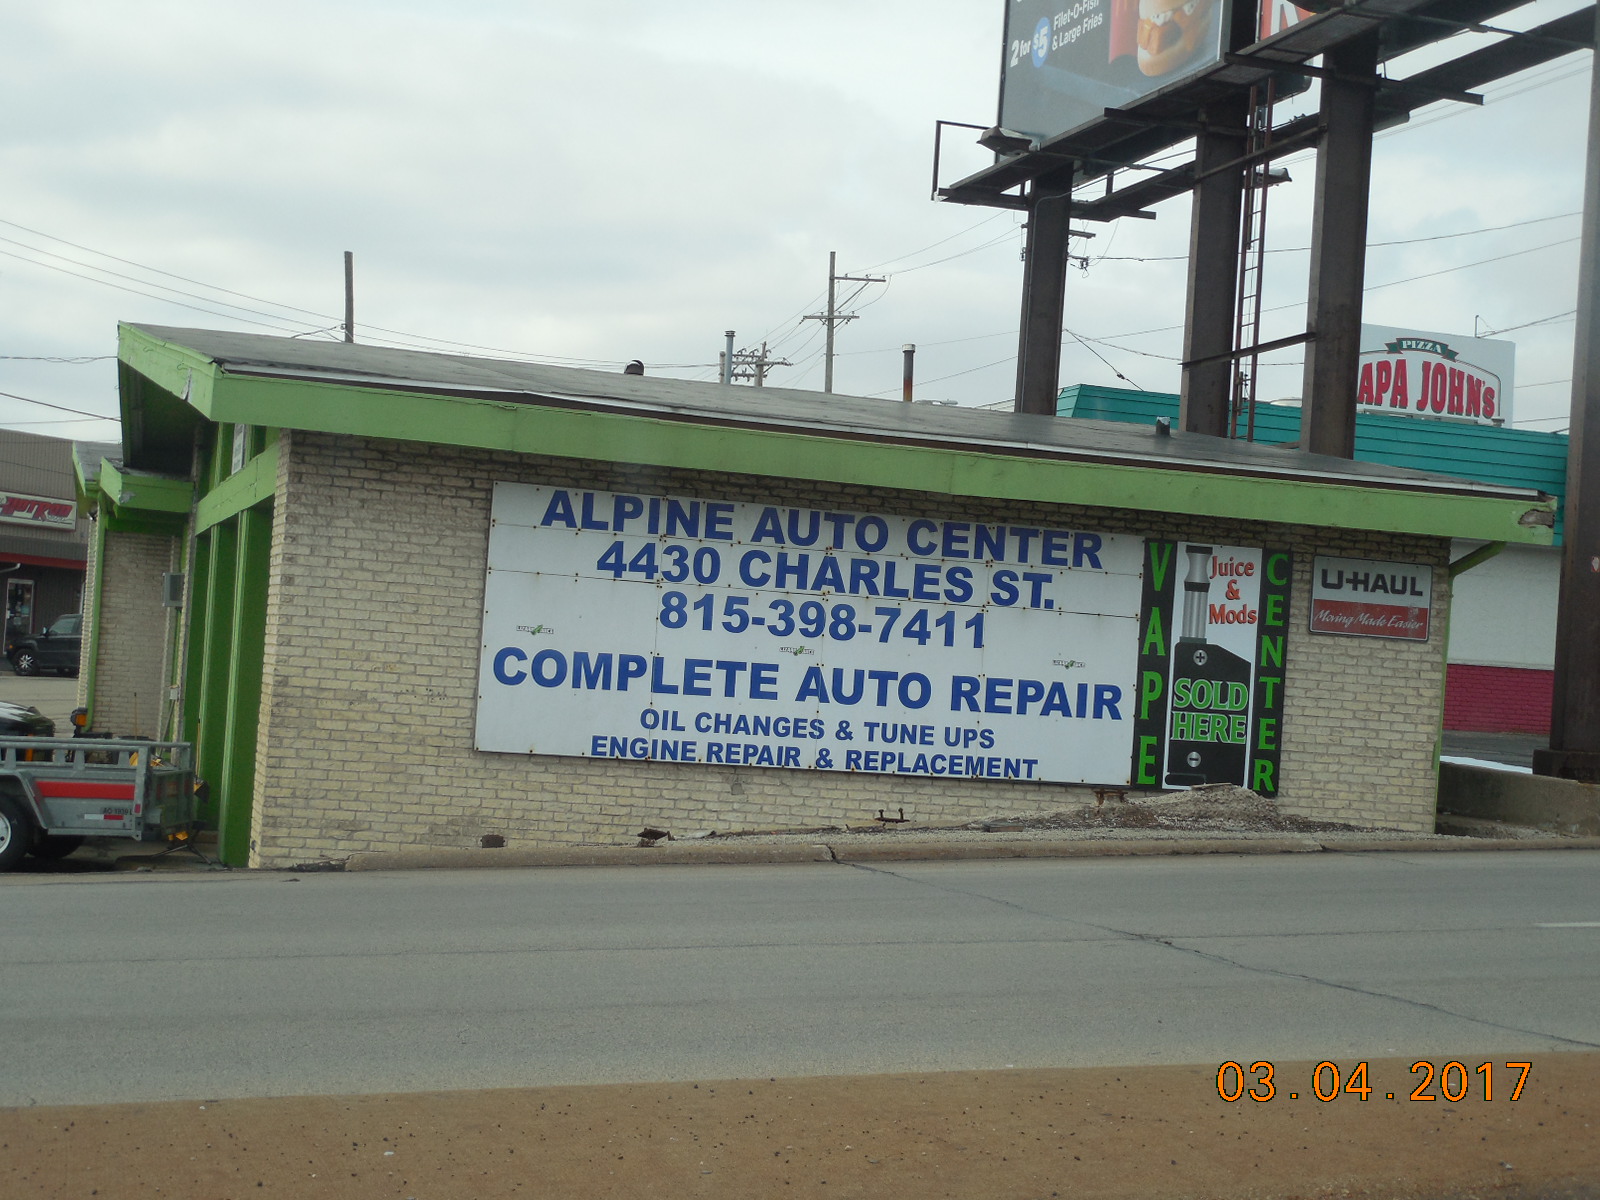 2 for $5
Filet-O-Fish
& Large Fries
PIZZA
APA JOHN'S
ALPINE AUTO CENTER
4430 CHARLES ST.
815-398-7411
COMPLETE AUTO REPAIR
OIL CHANGES & TUNE UPS
ENGINE REPAIR & REPLACEMENT
VAPE
Juice
&
Mods
SOLD
HERE
CENTER
U-HAUL
Moving Made Easier
03.04.2017